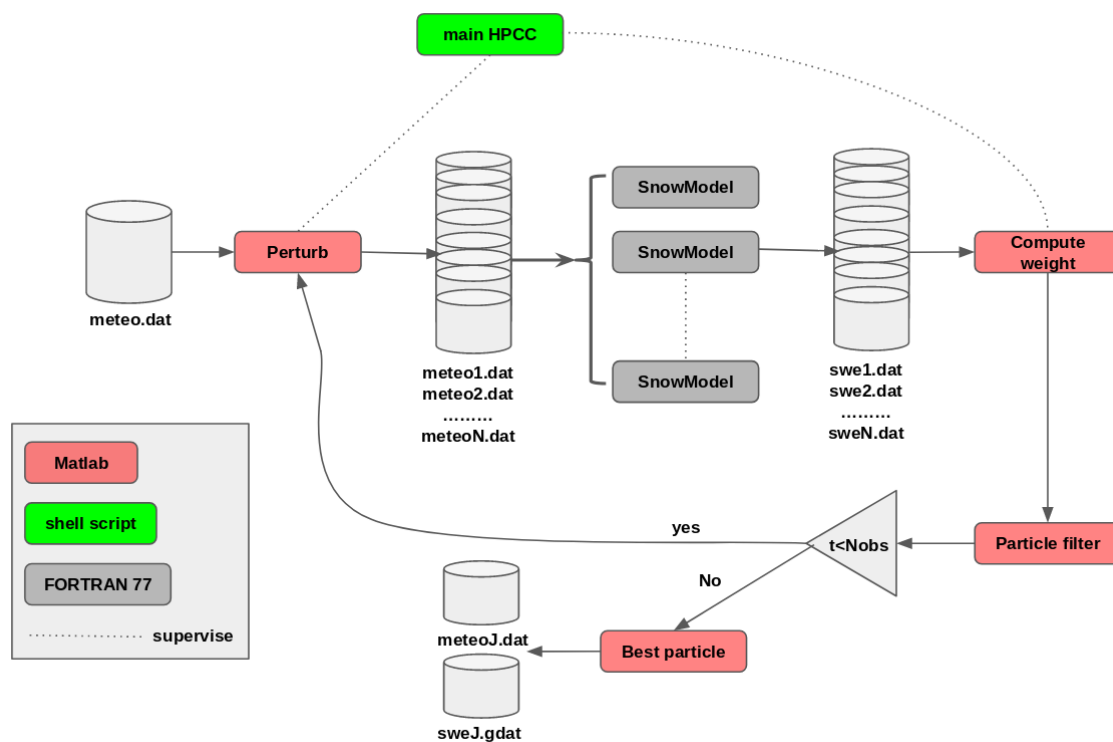 main HPCC
SnowModel
Perturb
SnowModel
Compute
weight
meteo.dat
meteo1.dat
meteo2.dat
.........
meteoN.dat
SnowModel
swe1.dat
swe2.dat
.........
sweN.dat
Matlab
shell script
FORTRAN 77
supervise
yes
t<Nobs
Particle filter
No
meteoJ.dat
Best particle
sweJ.gdat